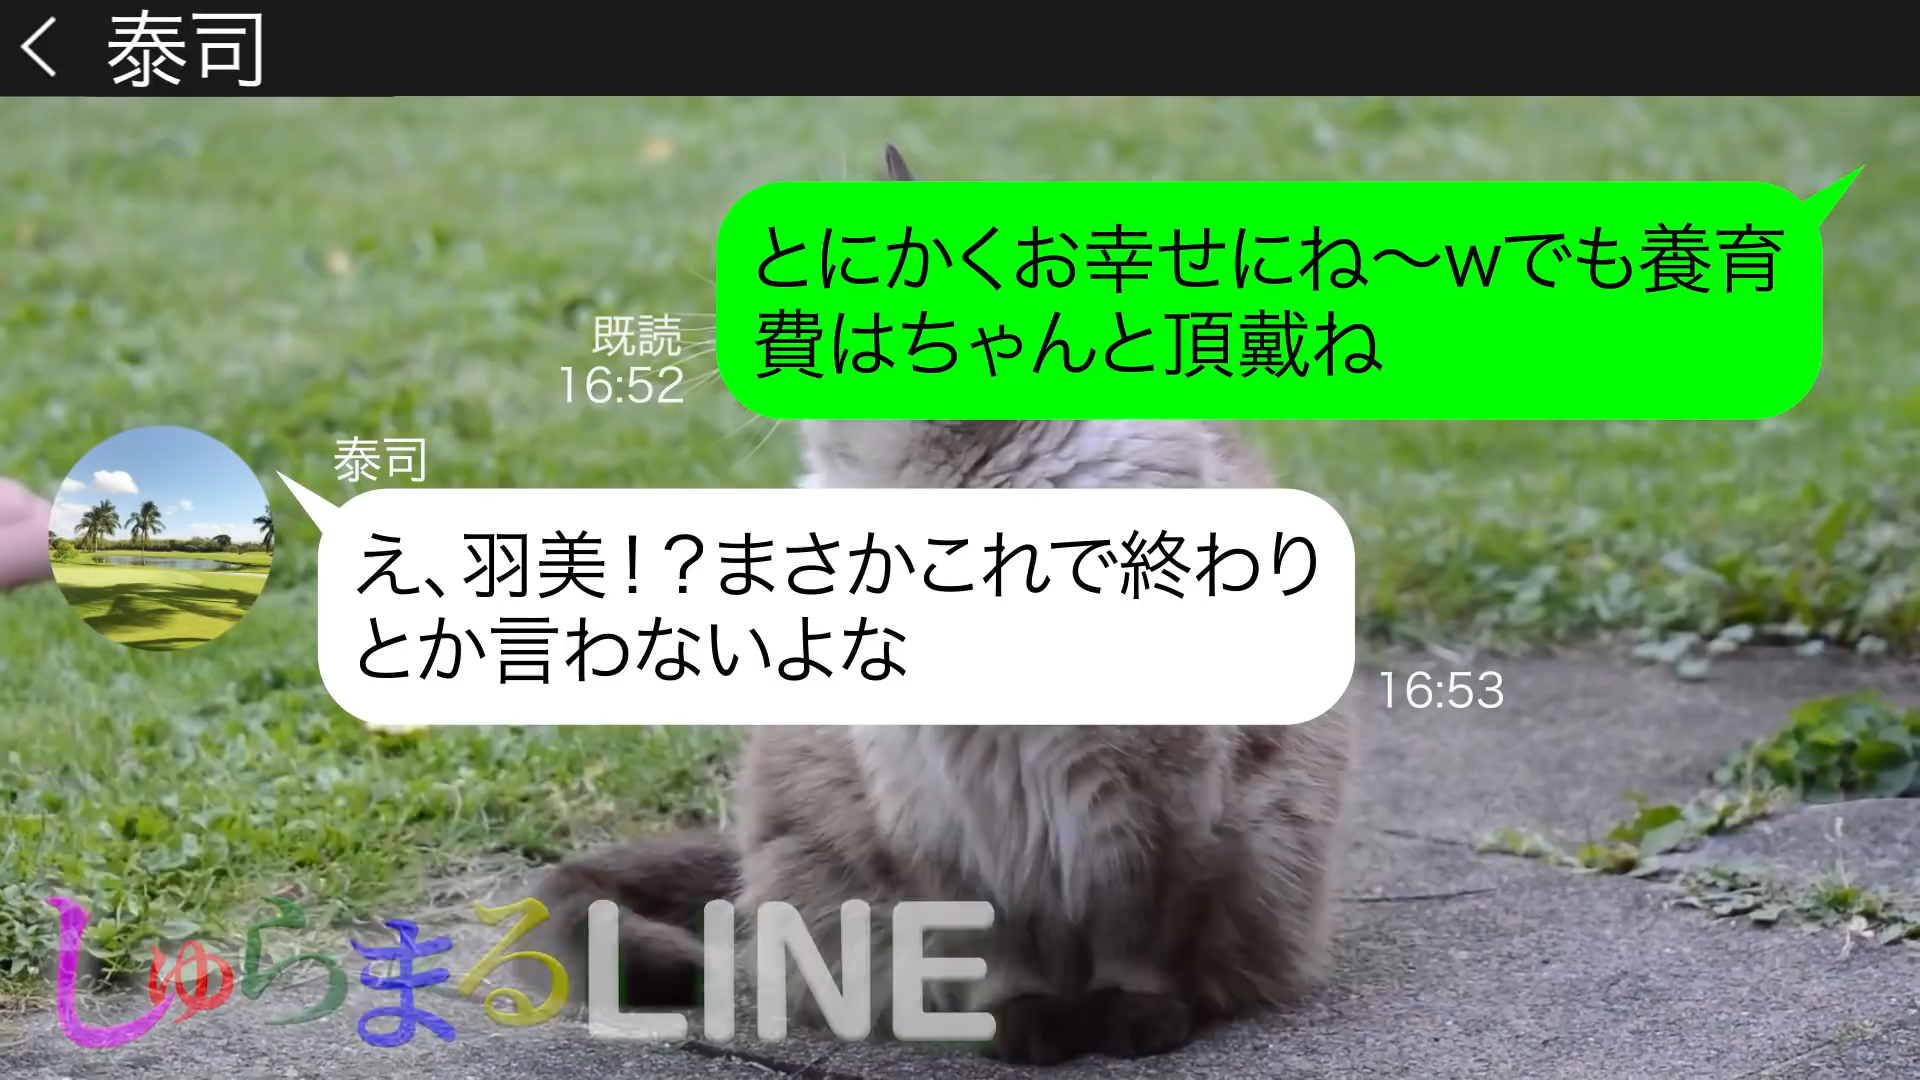 泰司
とにかくお幸せにね〜wでも養育
費はちゃんと頂戴ね
既読
16:52
泰司
え、羽美！？まさかこれで終わり
とか言わないよな
16:53
しゅらまるLINE